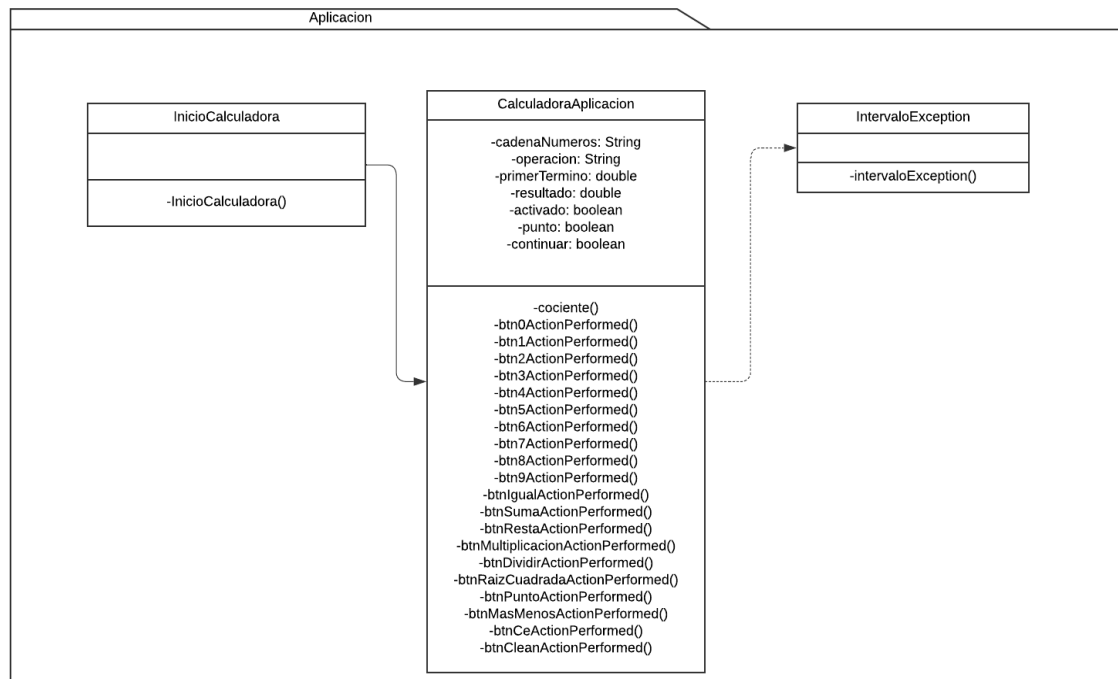 Aplicacion
InicioCalculadora
-InicioCalculadora()
CalculadoraAplicacion
-cadenaNumeros: String
-operacion: String
-primerTermino: double
-resultado: double
-activado: boolean
-punto: boolean
-continuar: boolean
-cociente()
-btn0ActionPerformed()
-btn1ActionPerformed()
-btn2ActionPerformed()
-btn3ActionPerformed()
-btn4ActionPerformed()
-btn5ActionPerformed()
-btn6ActionPerformed()
-btn7ActionPerformed()
-btn8ActionPerformed()
-btn9ActionPerformed()
-btnIgualActionPerformed()
-btnSumaActionPerformed()
-btnRestaActionPerformed()
-btnMultiplicacionActionPerformed()
-btnDividirActionPerformed()
-btnRaizCuadradaActionPerformed()
-btnPuntoActionPerformed()
-btnMasMenosActionPerformed()
-btnCeActionPerformed()
-btnCleanActionPerformed()
IntervaloException
-intervaloException()